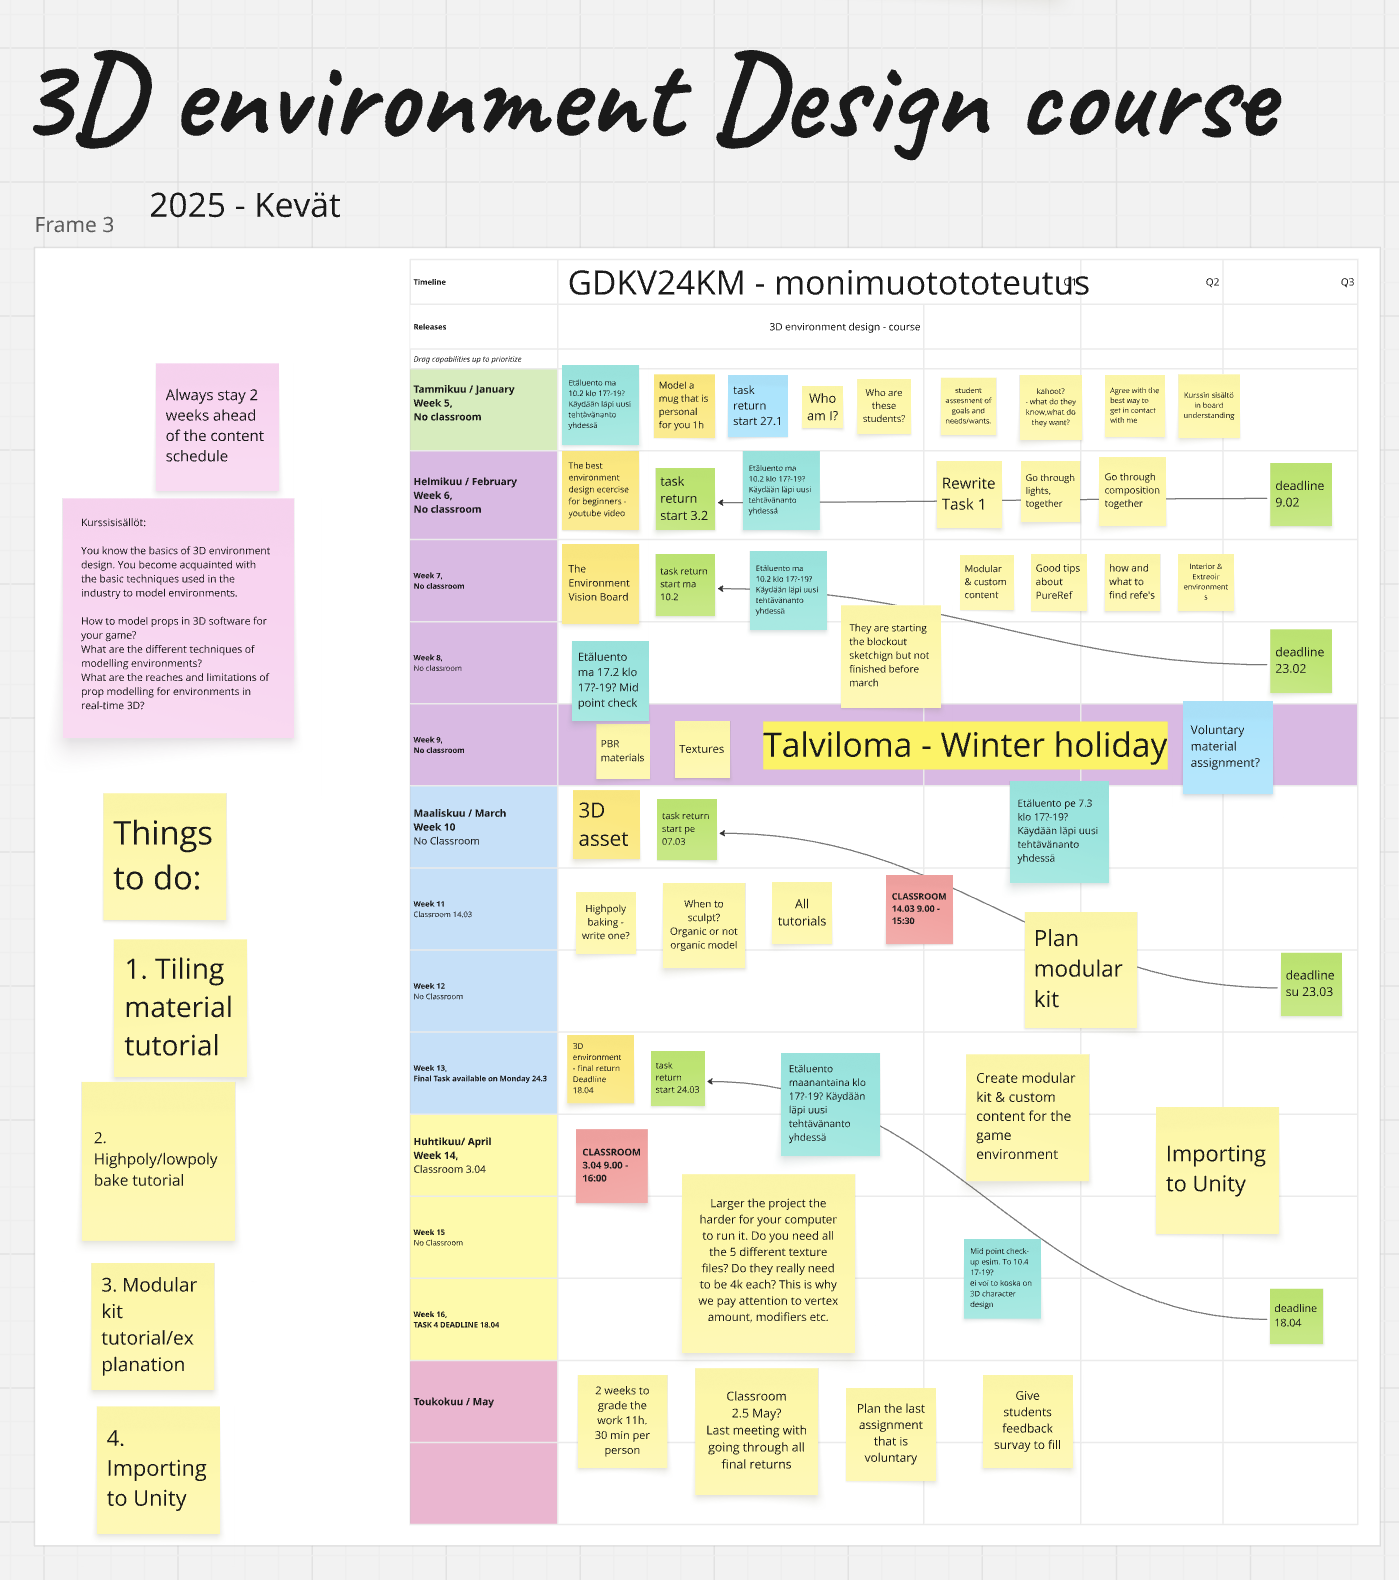 3D environment Design course
2025 - Kevät
Frame 3
Timeline
GDKV24KM - monimuotototeutus
Q2
Q3
Releases
3D environment design - course
Drag capabilities up to prioritize
Always stay 2
weeks ahead
of the content
schedule
Kurssisisällöt:
You know the basics of 3D environment
design. You become acquainted with
the basic techniques used in the
industry to model environments.
How to model props in 3D software for
your game?
What are the different techniques of
modelling environments?
What are the reaches and limitations of
prop modelling for environments in
real-time 3D?
Things
to do:
1. Tiling
material
tutorial
2.
Highpoly/lowpoly
bake tutorial
3. Modular
kit
tutorial/ex
planation
4.
Importing
to Unity
Tammikuu / January
Week 5,
No classroom
Etäluento ma
10.2 klo 17?-19?
Käydään läpi uusi
tehtävänanto
yhdessä
Model a
mug that is
personal
for you 1h
task
return
start 27.1
Who
am I?
Who are
these
students?
student
assesment of
goals and
needs/wants.
kahoot?
- what do they
know,what do
they want?
Agree with the
best way to
get in contact
with me
Kurssin sisältö
in board
understanding
Helmikuu / February
Week 6,
No classroom
The best
environment
design ecercise
for beginners -
youtube video
task
return
start 3.2
Etäluento ma
10.2 klo 17?-19?
Käydään läpi uusi
tehtävänanto
yhdessä
Rewrite
Task 1
Go through
lights,
together
Go through
composition
together
deadline
9.02
Week 7,
No classroom
The
Environment
Vision Board
task return
start ma
10.2
Etäluento ma
10.2 klo 17?-19?
Käydään läpi uusi
tehtävänanto
yhdessä
Modular
& custom
content
Good tips
about
PureRef
how and
what to
find refe's
Interior &
Extreoir
environment
s
Week 8,
No classroom
Etäluento
ma 17.2 klo
17?-19? Mid
point check
They are starting
the blockout
sketchign but not
finished before
march
deadline
23.02
Week 9,
No classroom
PBR
materials
Textures
Talviloma - Winter holiday
Voluntary
material
assignment?
Maaliskuu / March
Week 10
No Classroom
3D
asset
task return
start pe
07.03
Etäluento pe 7.3
klo 17?-19?
Käydään läpi uusi
tehtävänanto
yhdessä
Week 11
Classroom 14.03
Highpoly
baking -
write one?
When to
sculpt?
Organic or not
organic model
All
tutorials
CLASSROOM
14.03 9.00 -
15:30
Plan
modular
kit
Week 12
No Classroom
deadline
su 23.03
Week 13,
Final Task available on Monday 24.3
3D
environment
- final return
Deadline
18.04
task
return
start 24.03
Etäluento
maanantaina klo
17?-19? Käydään
läpi uusi
tehtävänanto
yhdessä
Create modular
kit & custom
content for the
game
environment
Importing
to Unity
Huhtikuu/ April
Week 14,
Classroom 3.04
CLASSROOM
3.04 9.00 -
16:00
Larger the project the
harder for your computer
to run it. Do you need all
the 5 different texture
files? Do they really need
to be 4k each? This is why
we pay attention to vertex
amount, modifiers etc.
Week 15
No Classroom
Mid point check-
up esim. To 10.4
17-19?
ei voi to koska on
3D character
design
Week 16,
TASK 4 DEADLINE 18.04
deadline
18.04
Toukokuu / May
2 weeks to
grade the
work 11h.
30 min per
person
Classroom
2.5 May?
Last meeting with
going through all
final returns
Plan the last
assignment
that is
voluntary
Give
students
feedback
survay to fill